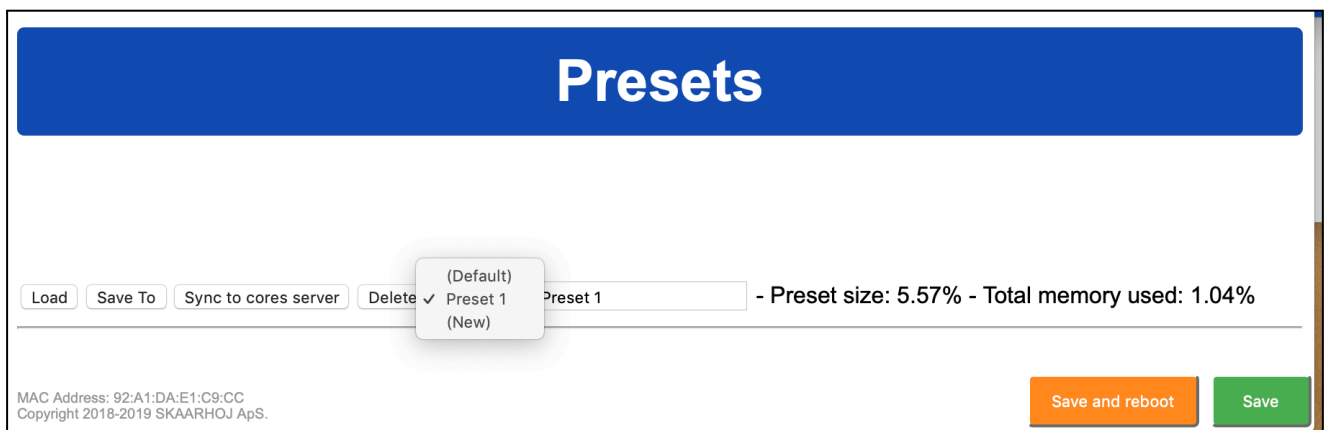 Presets
(Default)
Load Save To Sync to cores server Delete ✓ Preset 1 Preset 1 - Preset size: 5.57% - Total memory used: 1.04%
(New)
MAC Address: 92:A1:DA:E1:C9:CC
Copyright 2018-2019 SKAARHOJ ApS.
Save and reboot Save